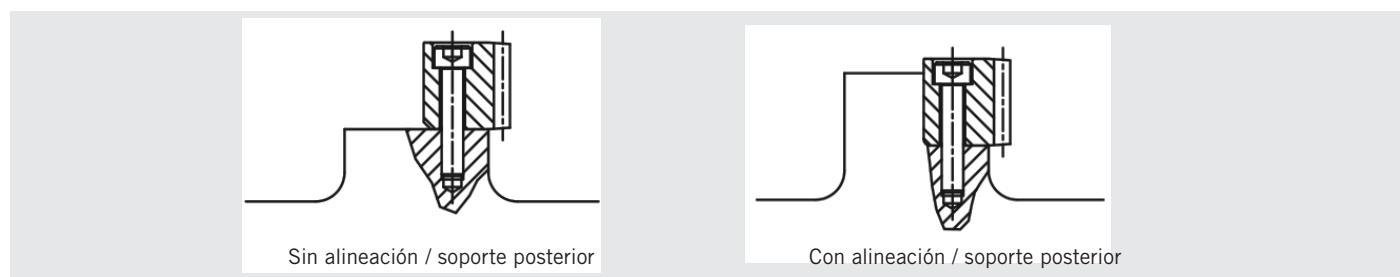 Sin alineación / soporte posterior
Con alineación / soporte posterior